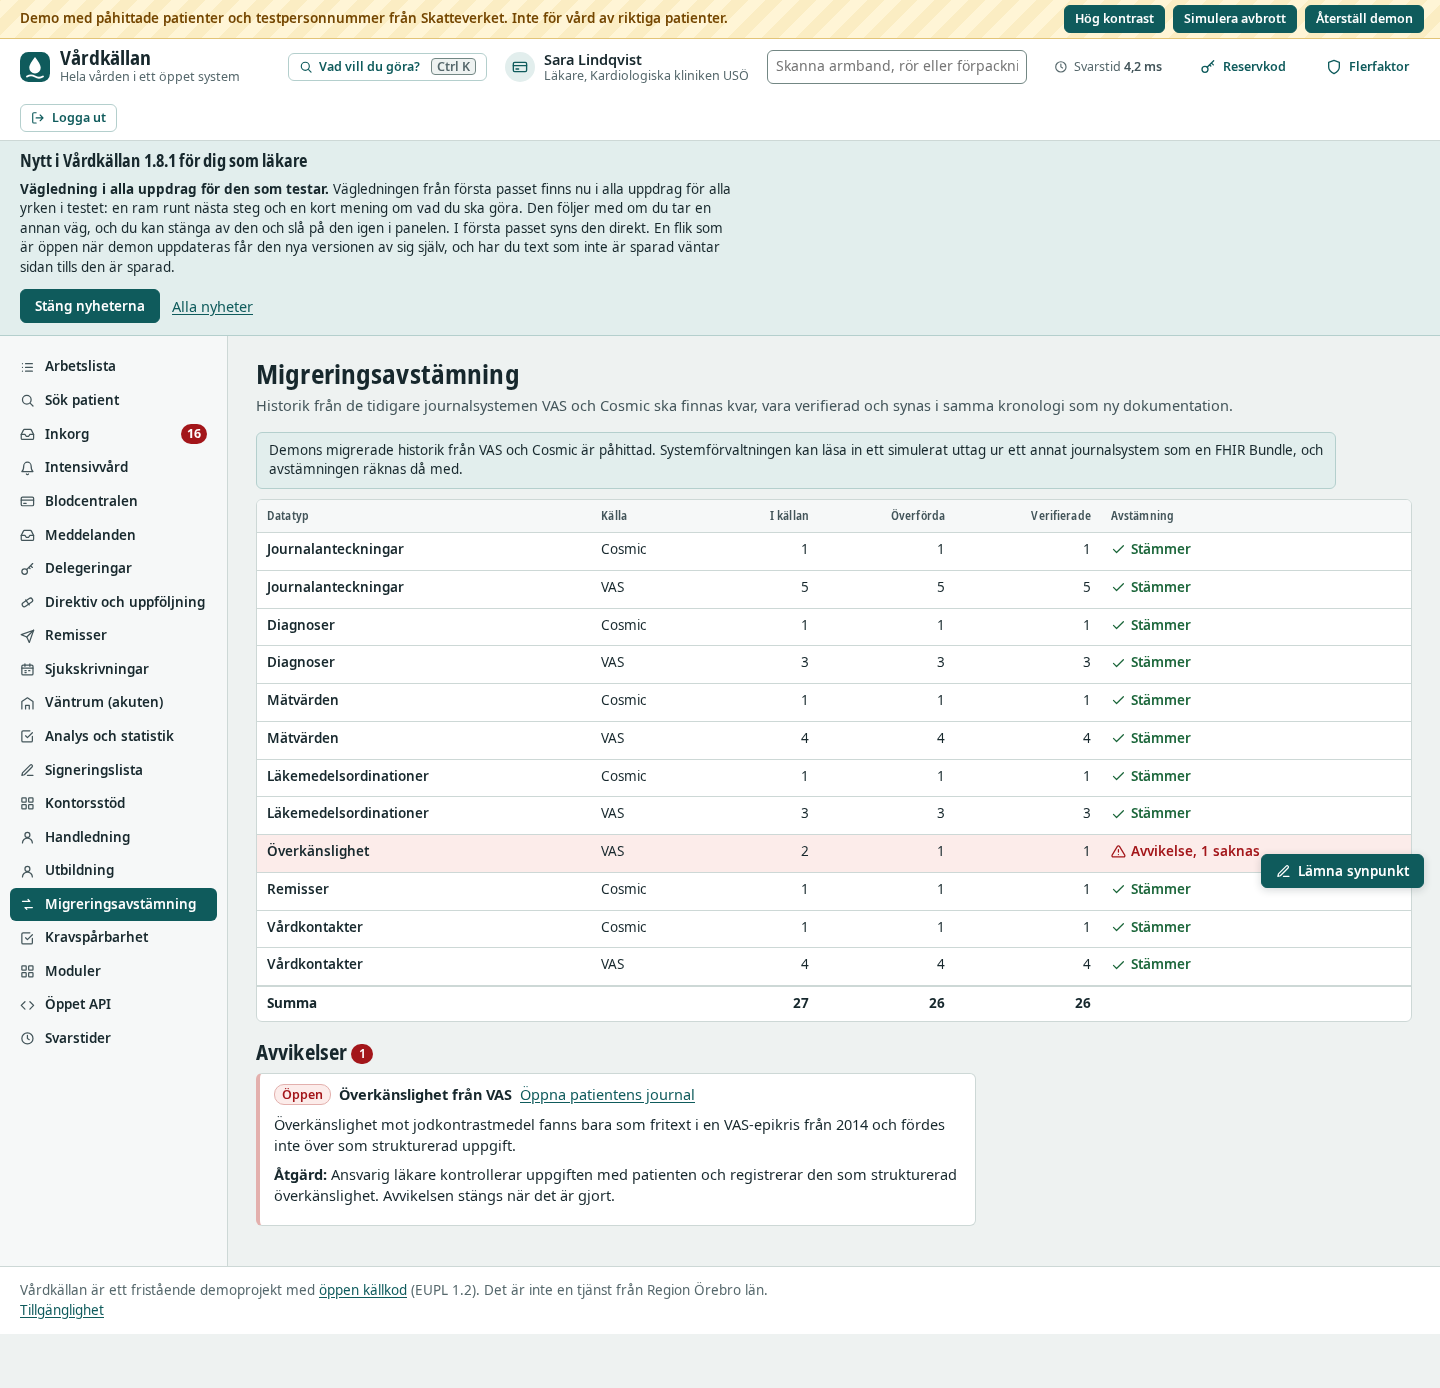 Demo med påhittade patienter och testpersonnummer från Skatteverket. Inte för vård av riktiga patienter.
Hög kontrast
Simulera avbrott
Återställ demon
Vårdkällan
Hela vården i ett öppet system
Vad vill du göra? Ctrl K
Sara Lindqvist
Läkare, Kardiologiska kliniken USÖ
Skanna armband, rör eller förpackni
Svarstid 4,2 ms
Reservkod
Flerfaktor
Logga ut
Nytt i Vårdkällan 1.8.1 för dig som läkare
Vägledning i alla uppdrag för den som testar. Vägledningen från första passet finns nu i alla uppdrag för alla
yrken i testet: en ram runt nästa steg och en kort mening om vad du ska göra. Den följer med om du tar en
annan väg, och du kan stänga av den och slå på den igen i panelen. I första passet syns den direkt. En flik som
är öppen när demon uppdateras får den nya versionen av sig själv, och har du text som inte är sparad väntar
sidan tills den är sparad.
Stäng nyheterna
Alla nyheter
Arbetslista
Sök patient
Inkorg 16
Intensivvård
Blodcentralen
Meddelanden
Delegeringar
Direktiv och uppföljning
Remisser
Sjukskrivningar
Väntrum (akuten)
Analys och statistik
Signeringslista
Kontorsstöd
Handledning
Utbildning
Migreringsavstämning
Kravspårbarhet
Moduler
Öppet API
Svarstider
Migreringsavstämning
Historik från de tidigare journalsystemen VAS och Cosmic ska finnas kvar, vara verifierad och synas i samma kronologi som ny dokumentation.
Demons migrerade historik från VAS och Cosmic är påhittad. Systemförvaltningen kan läsa in ett simulerat uttag ur ett annat journalsystem som en FHIR Bundle, och
avstämningen räknas då med.
Datatyp Källa I källan Överförda Verifierade Avstämning
Journalanteckningar Cosmic 1 1 1 Stämmer
Journalanteckningar VAS 5 5 5 Stämmer
Diagnoser Cosmic 1 1 1 Stämmer
Diagnoser VAS 3 3 3 Stämmer
Mätvärden Cosmic 1 1 1 Stämmer
Mätvärden VAS 4 4 4 Stämmer
Läkemedelsordinationer Cosmic 1 1 1 Stämmer
Läkemedelsordinationer VAS 3 3 3 Stämmer
Överkänslighet VAS 2 1 1 Avvikelse, 1 saknas
Lämna synpunkt
Remisser Cosmic 1 1 1 Stämmer
Vårdkontakter Cosmic 1 1 1 Stämmer
Vårdkontakter VAS 4 4 4 Stämmer
Summa 27 26 26
Avvikelser 1
Öppen Överkänslighet från VAS Öppna patientens journal
Överkänslighet mot jodkontrastmedel fanns bara som fritext i en VAS-epikris från 2014 och fördes
inte över som strukturerad uppgift.
Åtgärd: Ansvarig läkare kontrollerar uppgiften med patienten och registrerar den som strukturerad
överkänslighet. Avvikelsen stängs när det är gjort.
Vårdkällan är ett fristående demoprojekt med öppen källkod (EUPL 1.2). Det är inte en tjänst från Region Örebro län.
Tillgänglighet